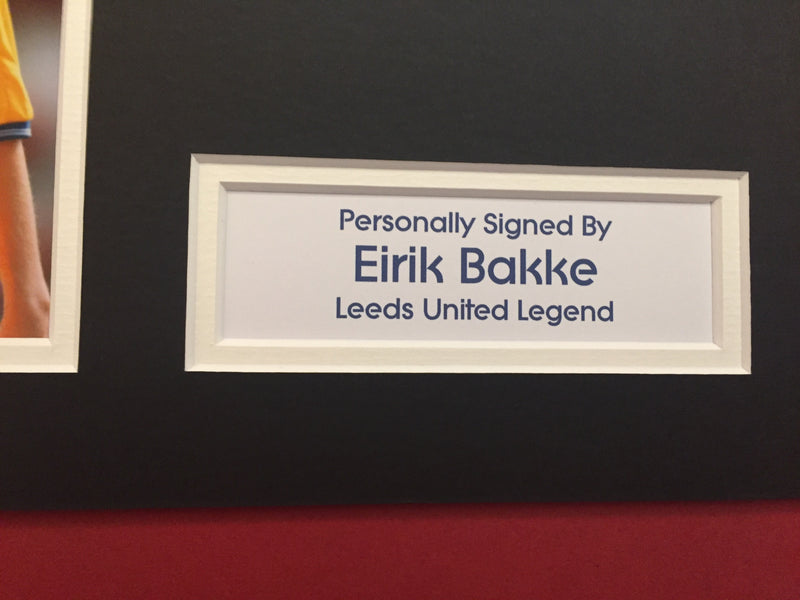 Personally Signed By
Eirik Bakke
Leeds United Legend